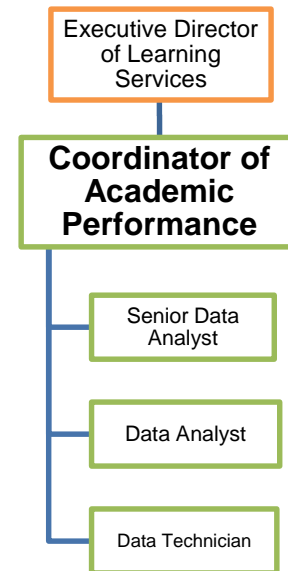 Executive Director
of Learning
Services
Coordinator of
Academic
Performance
Senior Data
Analyst
Data Analyst
Data Technician